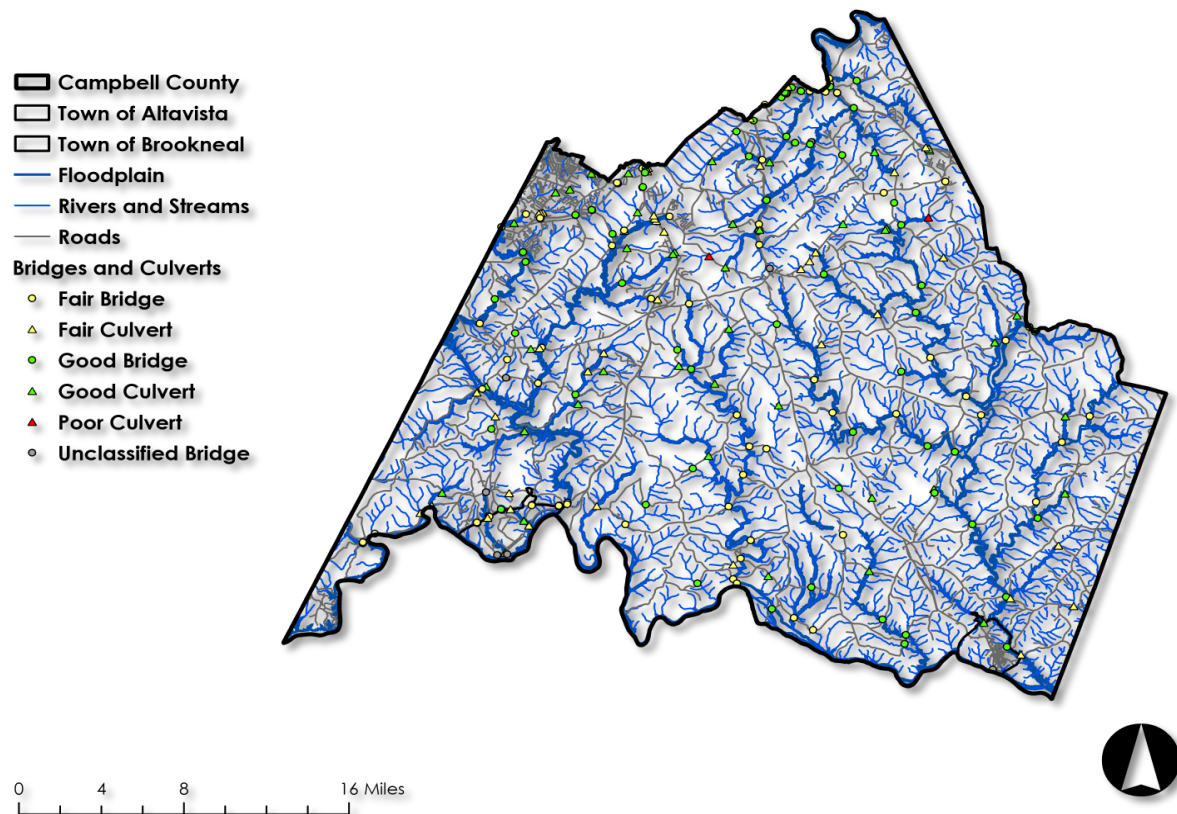 Campbell County
Town of Altavista
Town of Brookneal
Floodplain
Rivers and Streams
Roads
Bridges and Culverts
Fair Bridge
Fair Culvert
Good Bridge
Good Culvert
Poor Culvert
Unclassified Bridge
0 4 8 16 Miles